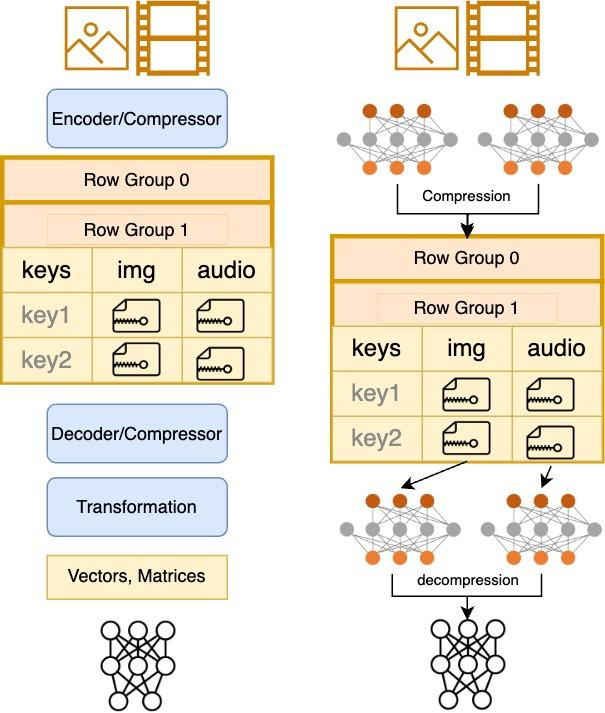 Encoder/Compressor
Row Group 0
Row Group 1
keys img audio
key1
key2
Decoder/Compressor
Transformation
Vectors, Matrices
Compression
Row Group 0
Row Group 1
keys img audio
key1
key2
decompression